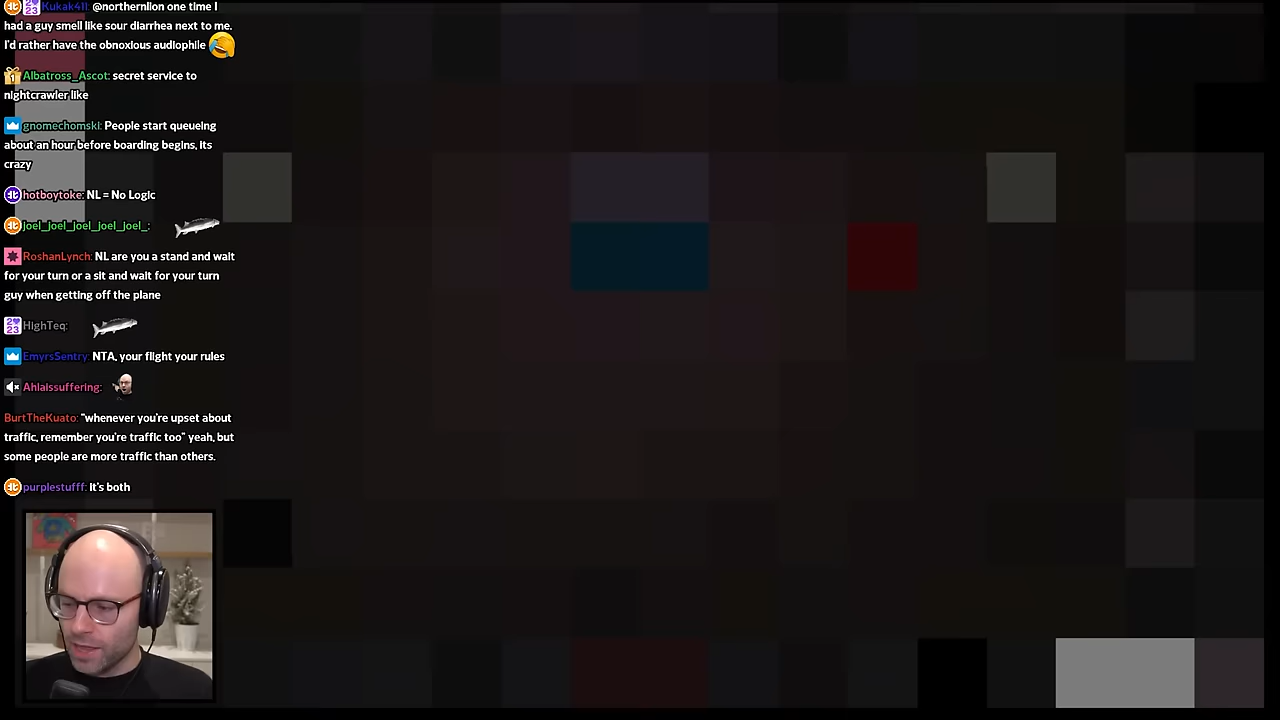 Kukak411: @northernlion one time I
had a guy smell like sour diarrhea next to me.
I'd rather have the obnoxious audiophile
Albatross_Ascot: secret service to
nightcrawler like
gnomechomski: People start queueing
about an hour before boarding begins, its
crazy
hotboytoke: NL = No Logic
joel_joel_joel_joel_joel_:
RoshanLynch: NL are you a stand and wait
for your turn or a sit and wait for your turn
guy when getting off the plane
HighTeq:
EmyrsSentry: NTA, your flight your rules
Ahlaissuffering:
BurtTheKuato: "whenever you're upset about
traffic, remember you're traffic too" yeah, but
some people are more traffic than others.
purplestufff: It's both